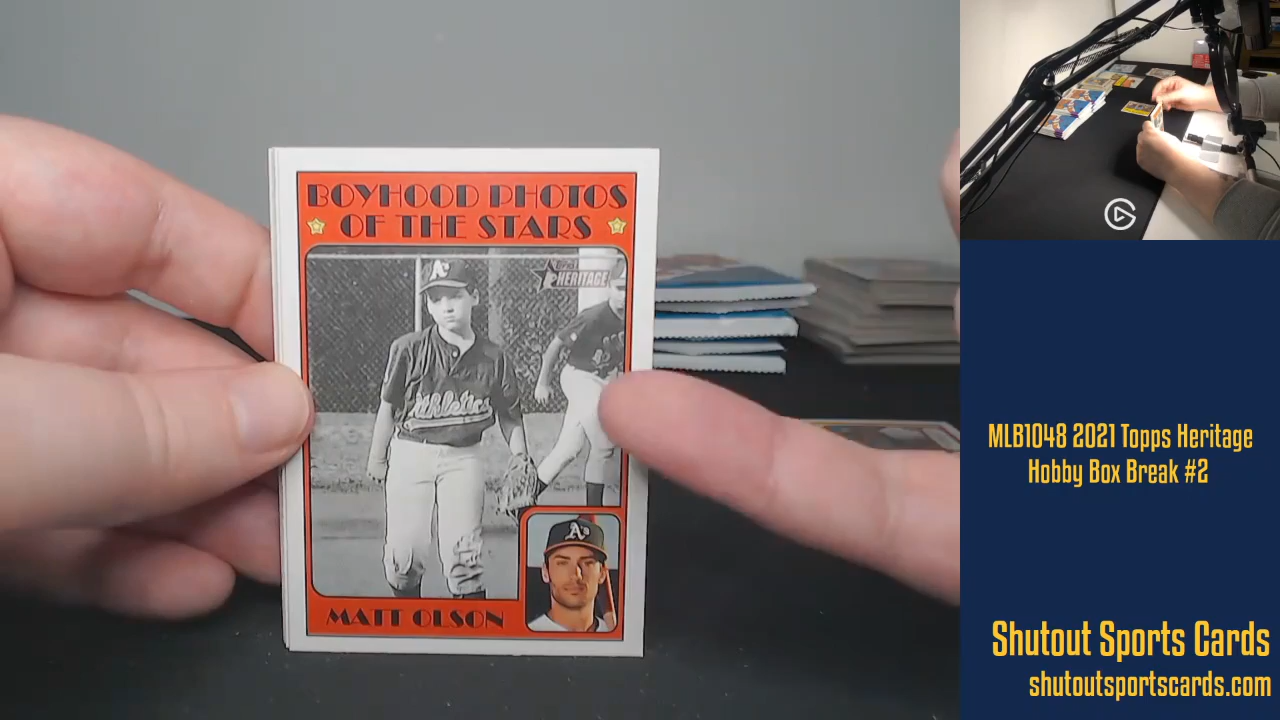 BOYHOOD PHOTOS
OF THE STARS
Topps
HERITAGE
A's
Athletics
A's
MATT OLSON
MLB1048 2021 Topps Heritage
Hobby Box Break #2
Shutout Sports Cards
shutoutsportscards.com